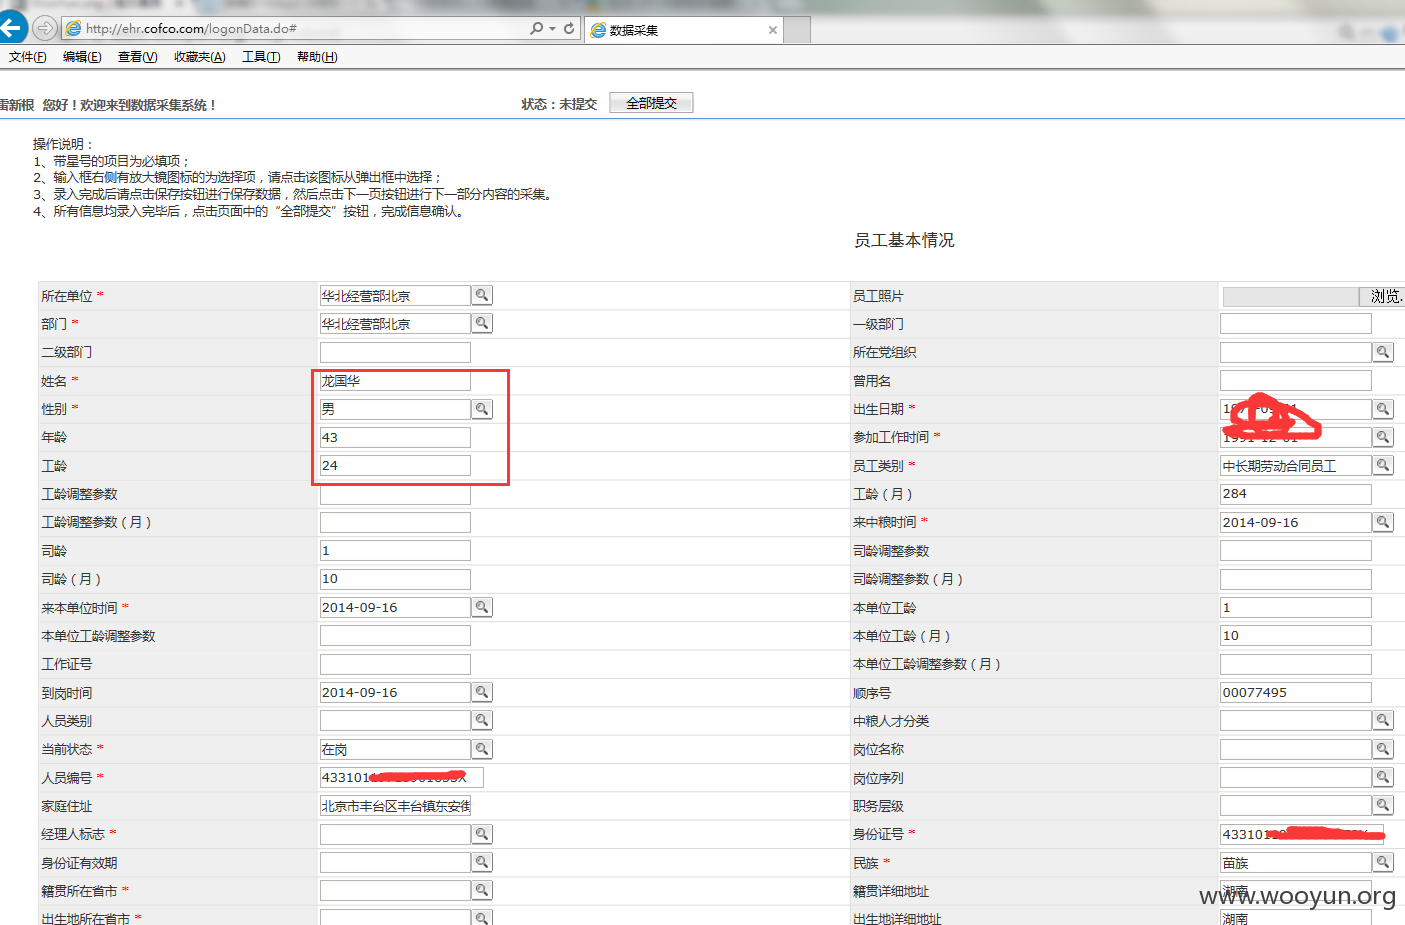 http://ehr.cofco.com/logonData.do#
数据采集
文件(F) 编辑(E) 查看(V) 收藏夹(A) 工具(T) 帮助(H)
雷新根 您好！欢迎来到数据采集系统！ 状态：未提交 全部提交
操作说明：
1、带星号的项目为必填项；
2、输入框右侧有放大镜图标的为选择项，请点击该图标从弹出框中选择；
3、录入完成后请点击保存按钮进行保存数据，然后点击下一页按钮进行下一部分内容的采集。
4、所有信息均录入完毕后，点击页面中的“全部提交”按钮，完成信息确认。
员工基本情况
所在单位 * 华北经营部北京 员工照片 浏览.
部门 * 华北经营部北京 一级部门
二级部门 所在党组织
姓名 * 龙国华 曾用名
性别 * 男 出生日期 *
年龄 43 参加工作时间 *
工龄 24 员工类别 * 中长期劳动合同员工
工龄调整参数 工龄（月） 284
工龄调整参数（月） 来中粮时间 * 2014-09-16
司龄 1 司龄调整参数
司龄（月） 10 司龄调整参数（月）
来本单位时间 * 2014-09-16 本单位工龄 1
本单位工龄调整参数 本单位工龄（月） 10
工作证号 本单位工龄调整参数（月）
到岗时间 2014-09-16 顺序号 00077495
人员类别 中粮人才分类
当前状态 * 在岗 岗位名称
人员编号 * 433101 岗位序列
家庭住址 北京市丰台区丰台镇东安街 职务层级
经理人标志 * 身份证号 * 433101
身份证有效期 民族 * 苗族
籍贯所在省市 * 籍贯详细地址 湖南
出生地所在省市 * 出生地详细地址 湖南
www.wooyun.org